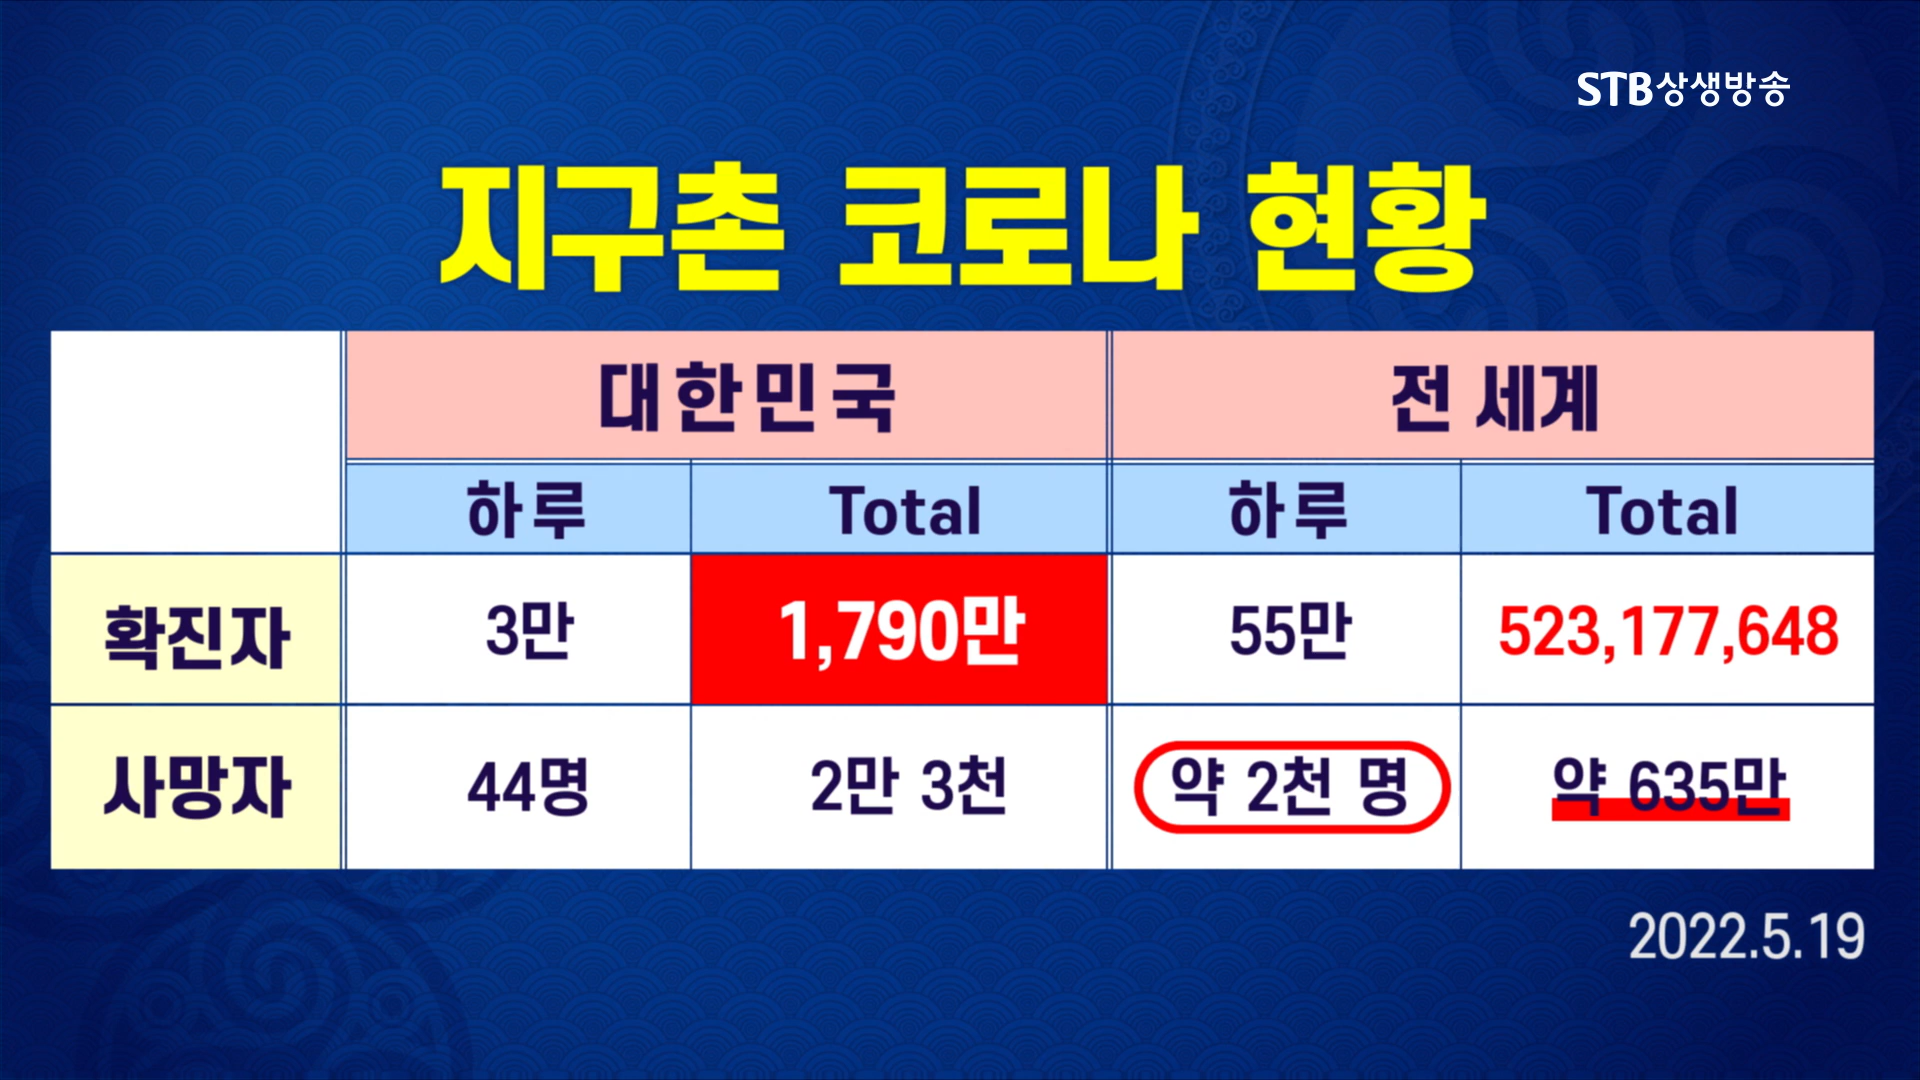 STB상생방송
지구촌 코로나 현황
대한민국 전 세계
하루 Total 하루 Total
확진자 3만 1,790만 55만 523,177,648
사망자 44명 2만 3천 약 2천 명 약 635만
2022.5.19